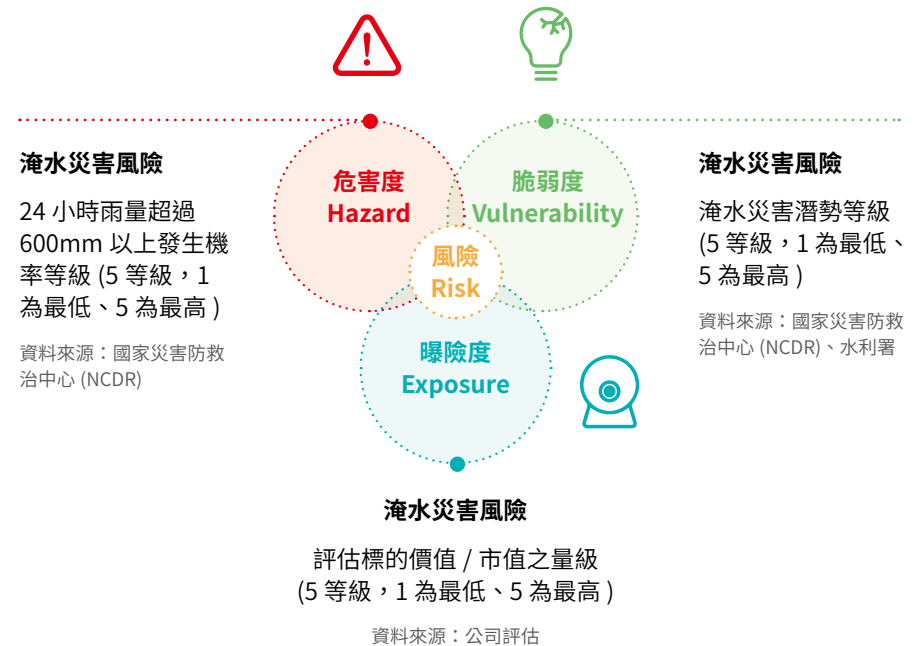 淹水災害風險
24 小時雨量超過
600mm 以上發生機
率等級 (5 等級，1
為最低、5 為最高 )
資料來源：國家災害防救
治中心 (NCDR)
危害度
Hazard
脆弱度
Vulnerability
風險
Risk
曝險度
Exposure
淹水災害風險
淹水災害潛勢等級
(5 等級，1 為最低、
5 為最高 )
資料來源：國家災害防救
治中心 (NCDR)、水利署
淹水災害風險
評估標的價值 / 市值之量級
(5 等級，1 為最低、5 為最高 )
資料來源：公司評估